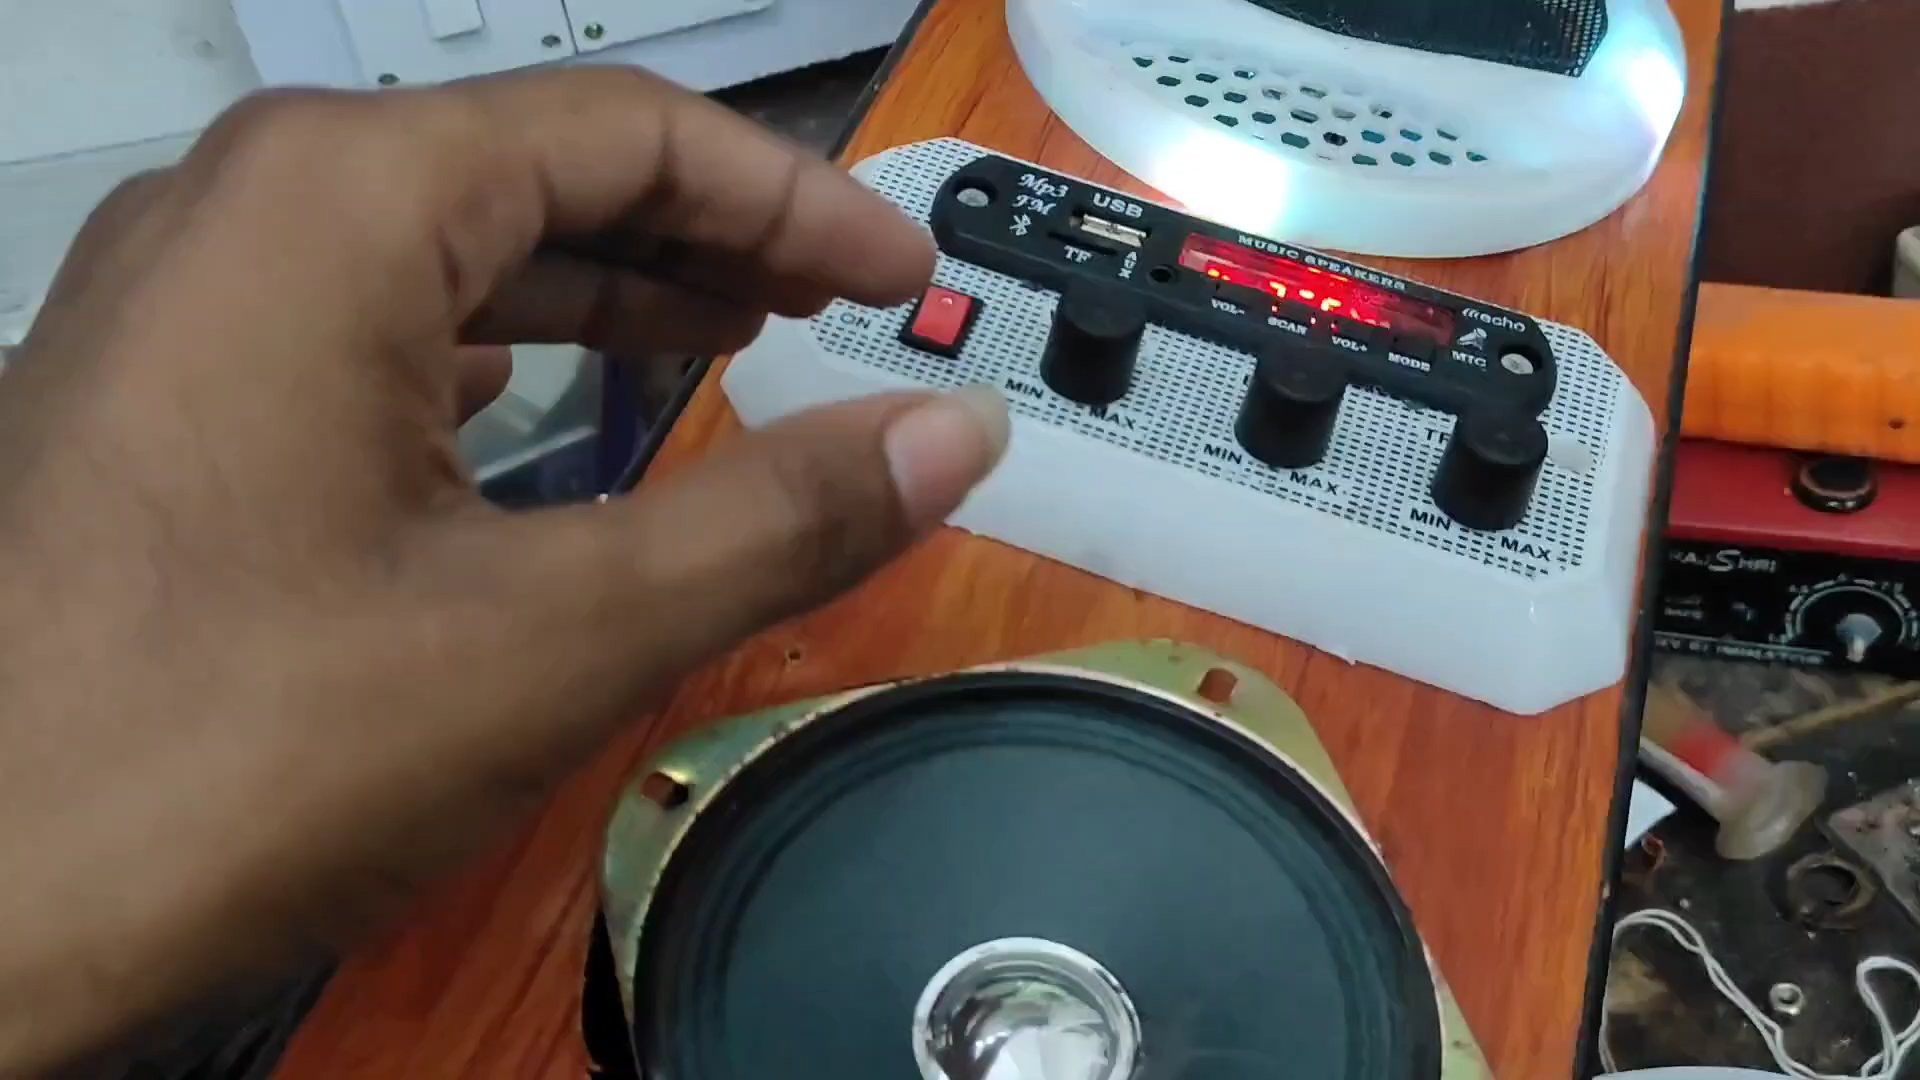 Mp3
FM
USB
TF
AUX
MUSIC SPEAKERS
VOL-
SCAN
VOL+
MODE
echo
MIC
ON
MIN
MAX
MIN
MAX
MIN
MAX